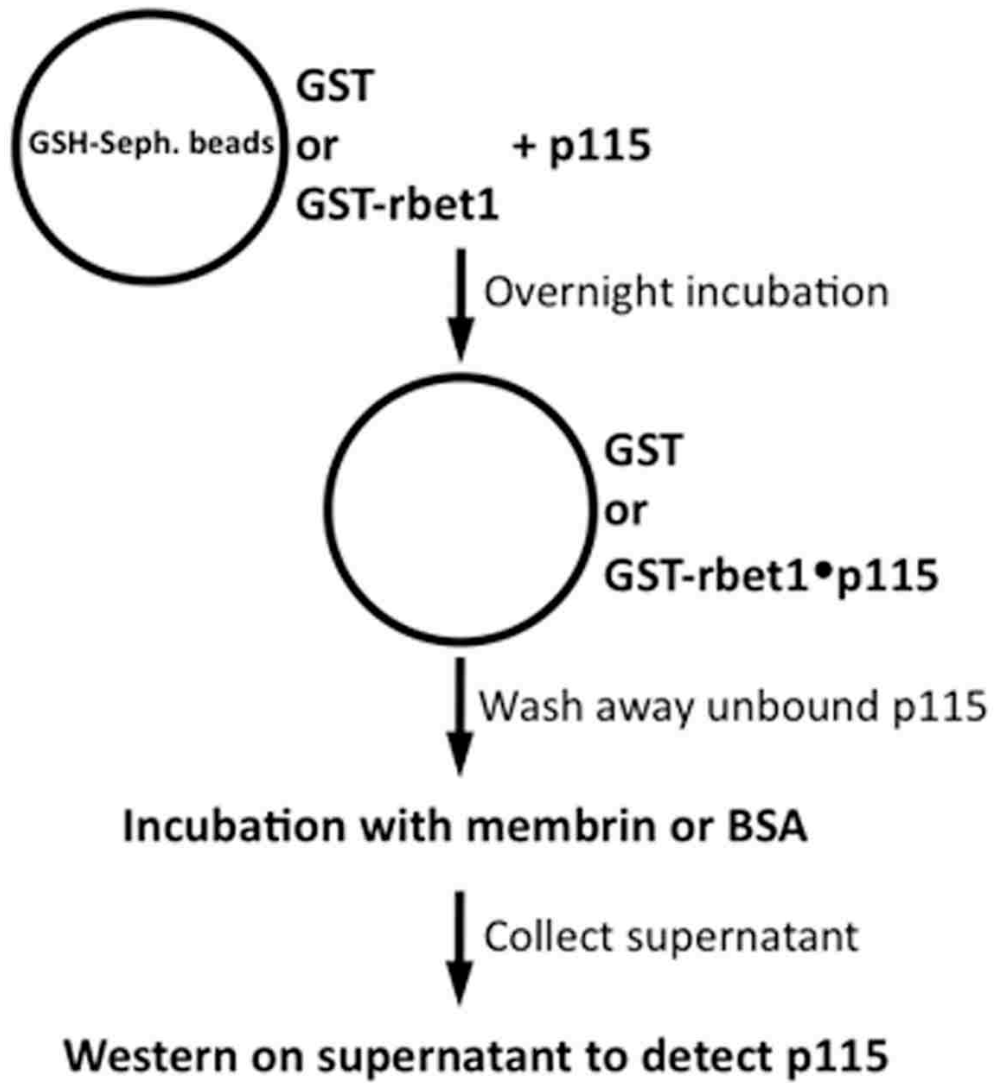 GST
GSH-Seph. beads or + p115
GST-rbet1
Overnight incubation
GST
or
GST-rbet1•p115
Wash away unbound p115
Incubation with membrin or BSA
Collect supernatant
Western on supernatant to detect p115